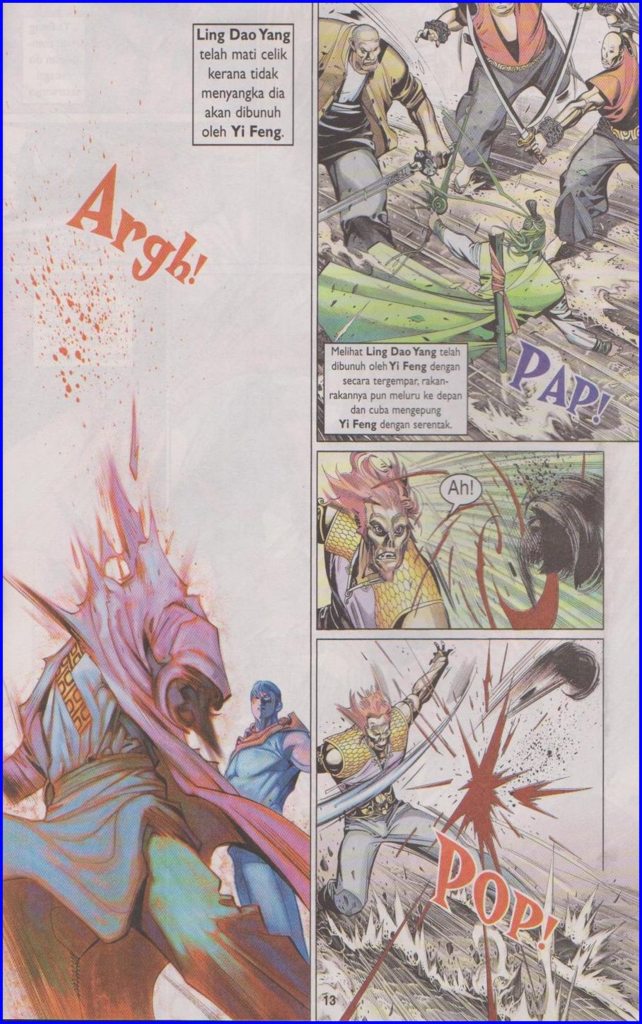 Ling Dao Yang
telah mati celik
kerana tidak
menyangka dia
akan dibunuh
oleh Yi Feng.
Argh!
Melihat Ling Dao Yang telah
dibunuh oleh Yi Feng dengan
secara tergempar, rakan-
rakannya pun meluru ke depan
dan cuba mengepung
Yi Feng dengan serentak.
PAP!
Ah!
POP!
13